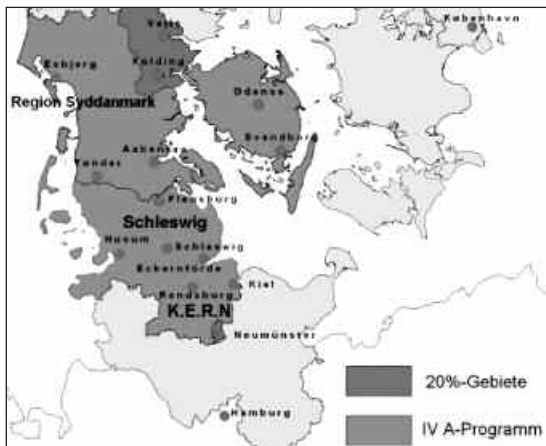 København
Vejle
Kolding
Esbjerg
Odense
Region Syddanmark
Svendborg
Aabenraa
Tønder
Flensburg
Schleswig
Husum
Schleswig
Eckernförde
Rendsburg
Kiel
K.E.R.N
Neumünster
20%-Gebiete
Hamburg
IV A-Programm